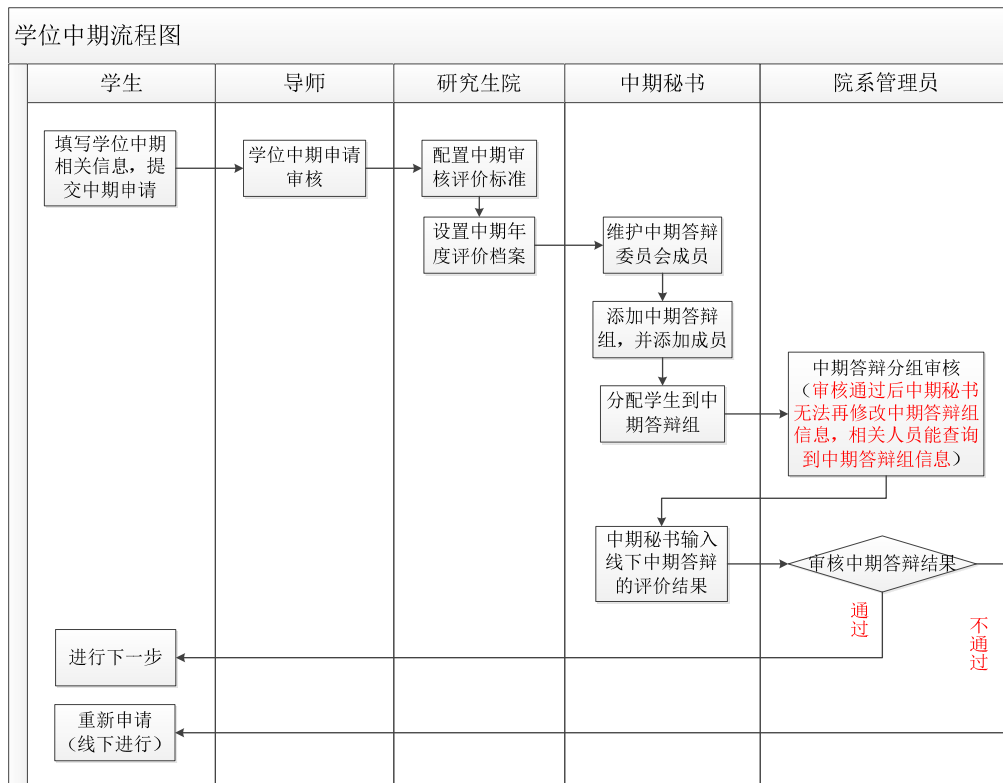 学位中期流程图
学生
导师
研究生院
中期秘书
院系管理员
填写学位中期
相关信息，提
交中期申请
学位中期申请
审核
配置中期审
核评价标准
设置中期年
度评价档案
维护中期答辩
委员会成员
添加中期答辩
组，并添加成员
分配学生到中
期答辩组
中期答辩分组审核
（审核通过后中期秘书
无法再修改中期答辩组
信息，相关人员能查询
到中期答辩组信息）
中期秘书输入
线下中期答辩
的评价结果
审核中期答辩结果
通过
不通过
进行下一步
重新申请
（线下进行）